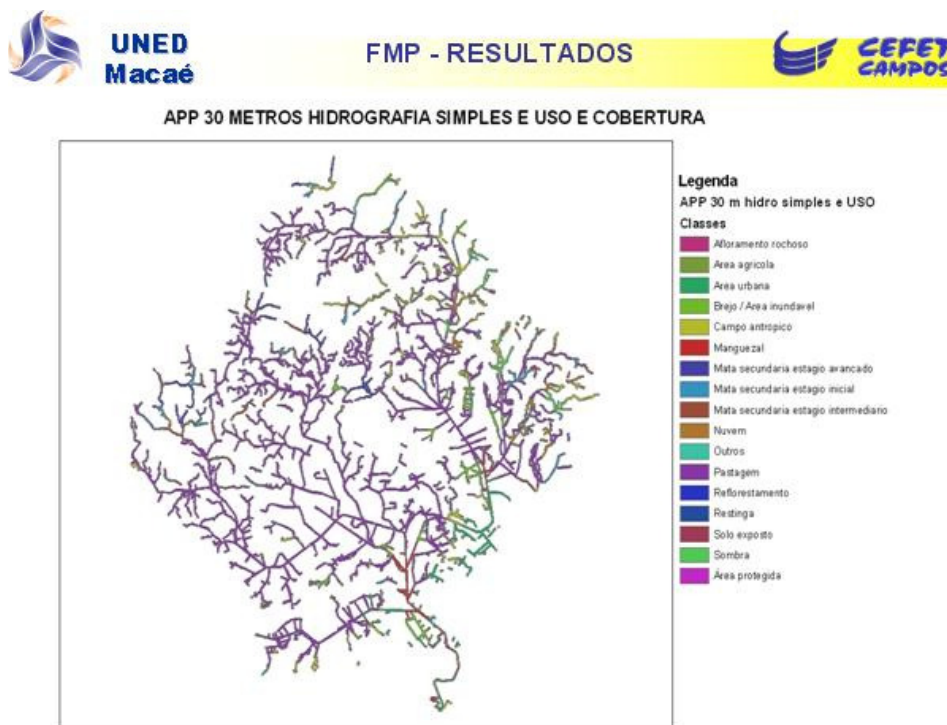 UNED
Macaé
FMP - RESULTADOS
CEFET
CAMPOS
APP 30 METROS HIDROGRAFIA SIMPLES E USO E COBERTURA
Legenda
APP 30 m hidro simples e USO
Classes
Afloramento rochoso
Area agricola
Area urbana
Brejo / Area inundavel
Campo antropico
Manguezal
Mata secundaria estagio avancado
Mata secundaria estagio inicial
Mata secundaria estagio intermediario
Nuvem
Outros
Pastagem
Reflorestamento
Restinga
Solo exposto
Sombra
Área protegida